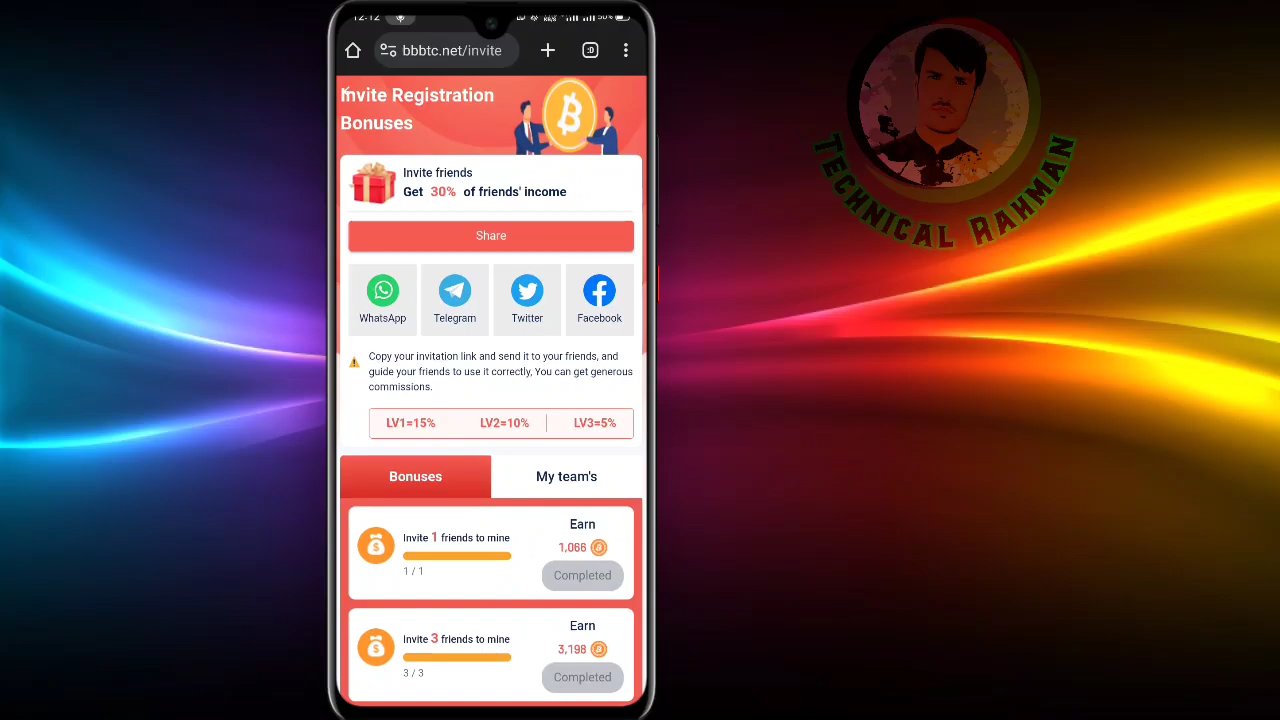 12:12
50%
bbbtc.net/invite
:D
Invite Registration
Bonuses
Invite friends
Get 30% of friends' income
Share
WhatsApp
Telegram
Twitter
Facebook
Copy your invitation link and send it to your friends, and
guide your friends to use it correctly, You can get generous
commissions.
LV1=15% LV2=10% LV3=5%
Bonuses
My team's
Invite 1 friends to mine
1 / 1
Earn
1,066
Completed
Invite 3 friends to mine
3 / 3
Earn
3,198
Completed
TECHNICAL RAHMAN